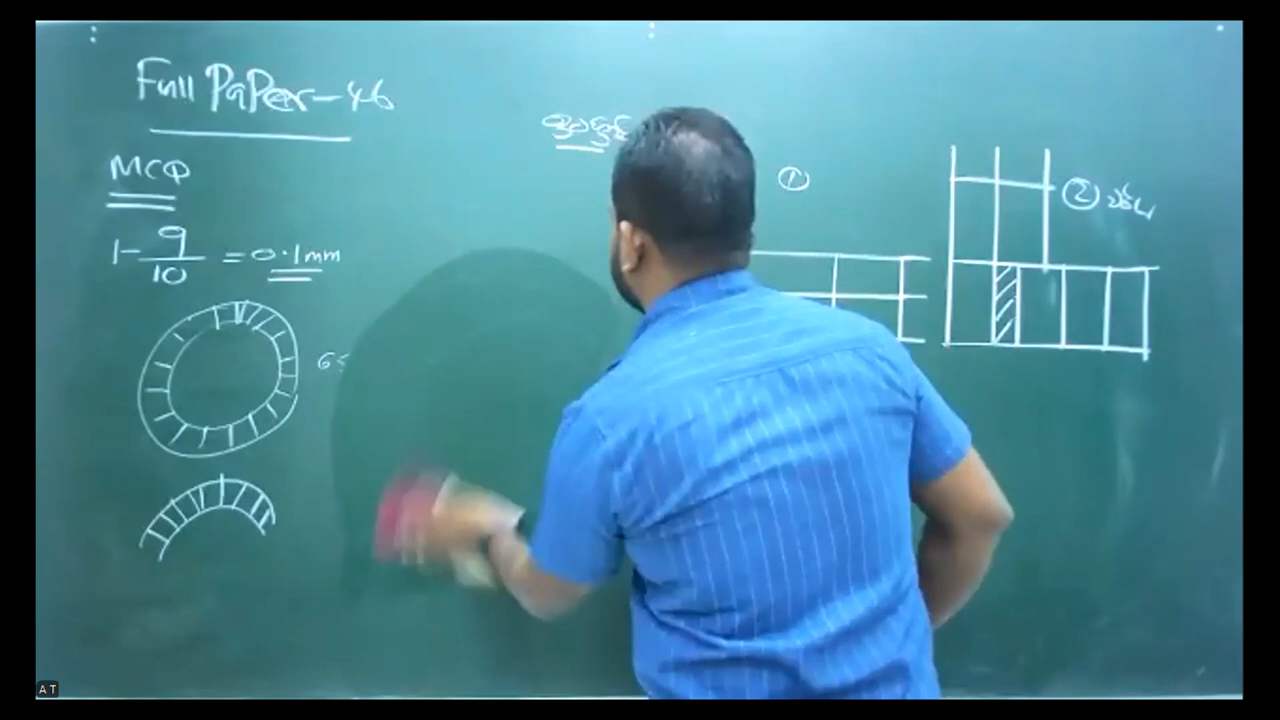 Full Paper - 46
MCQ
1 - 9/10 = 0.1mm
①
②
A T